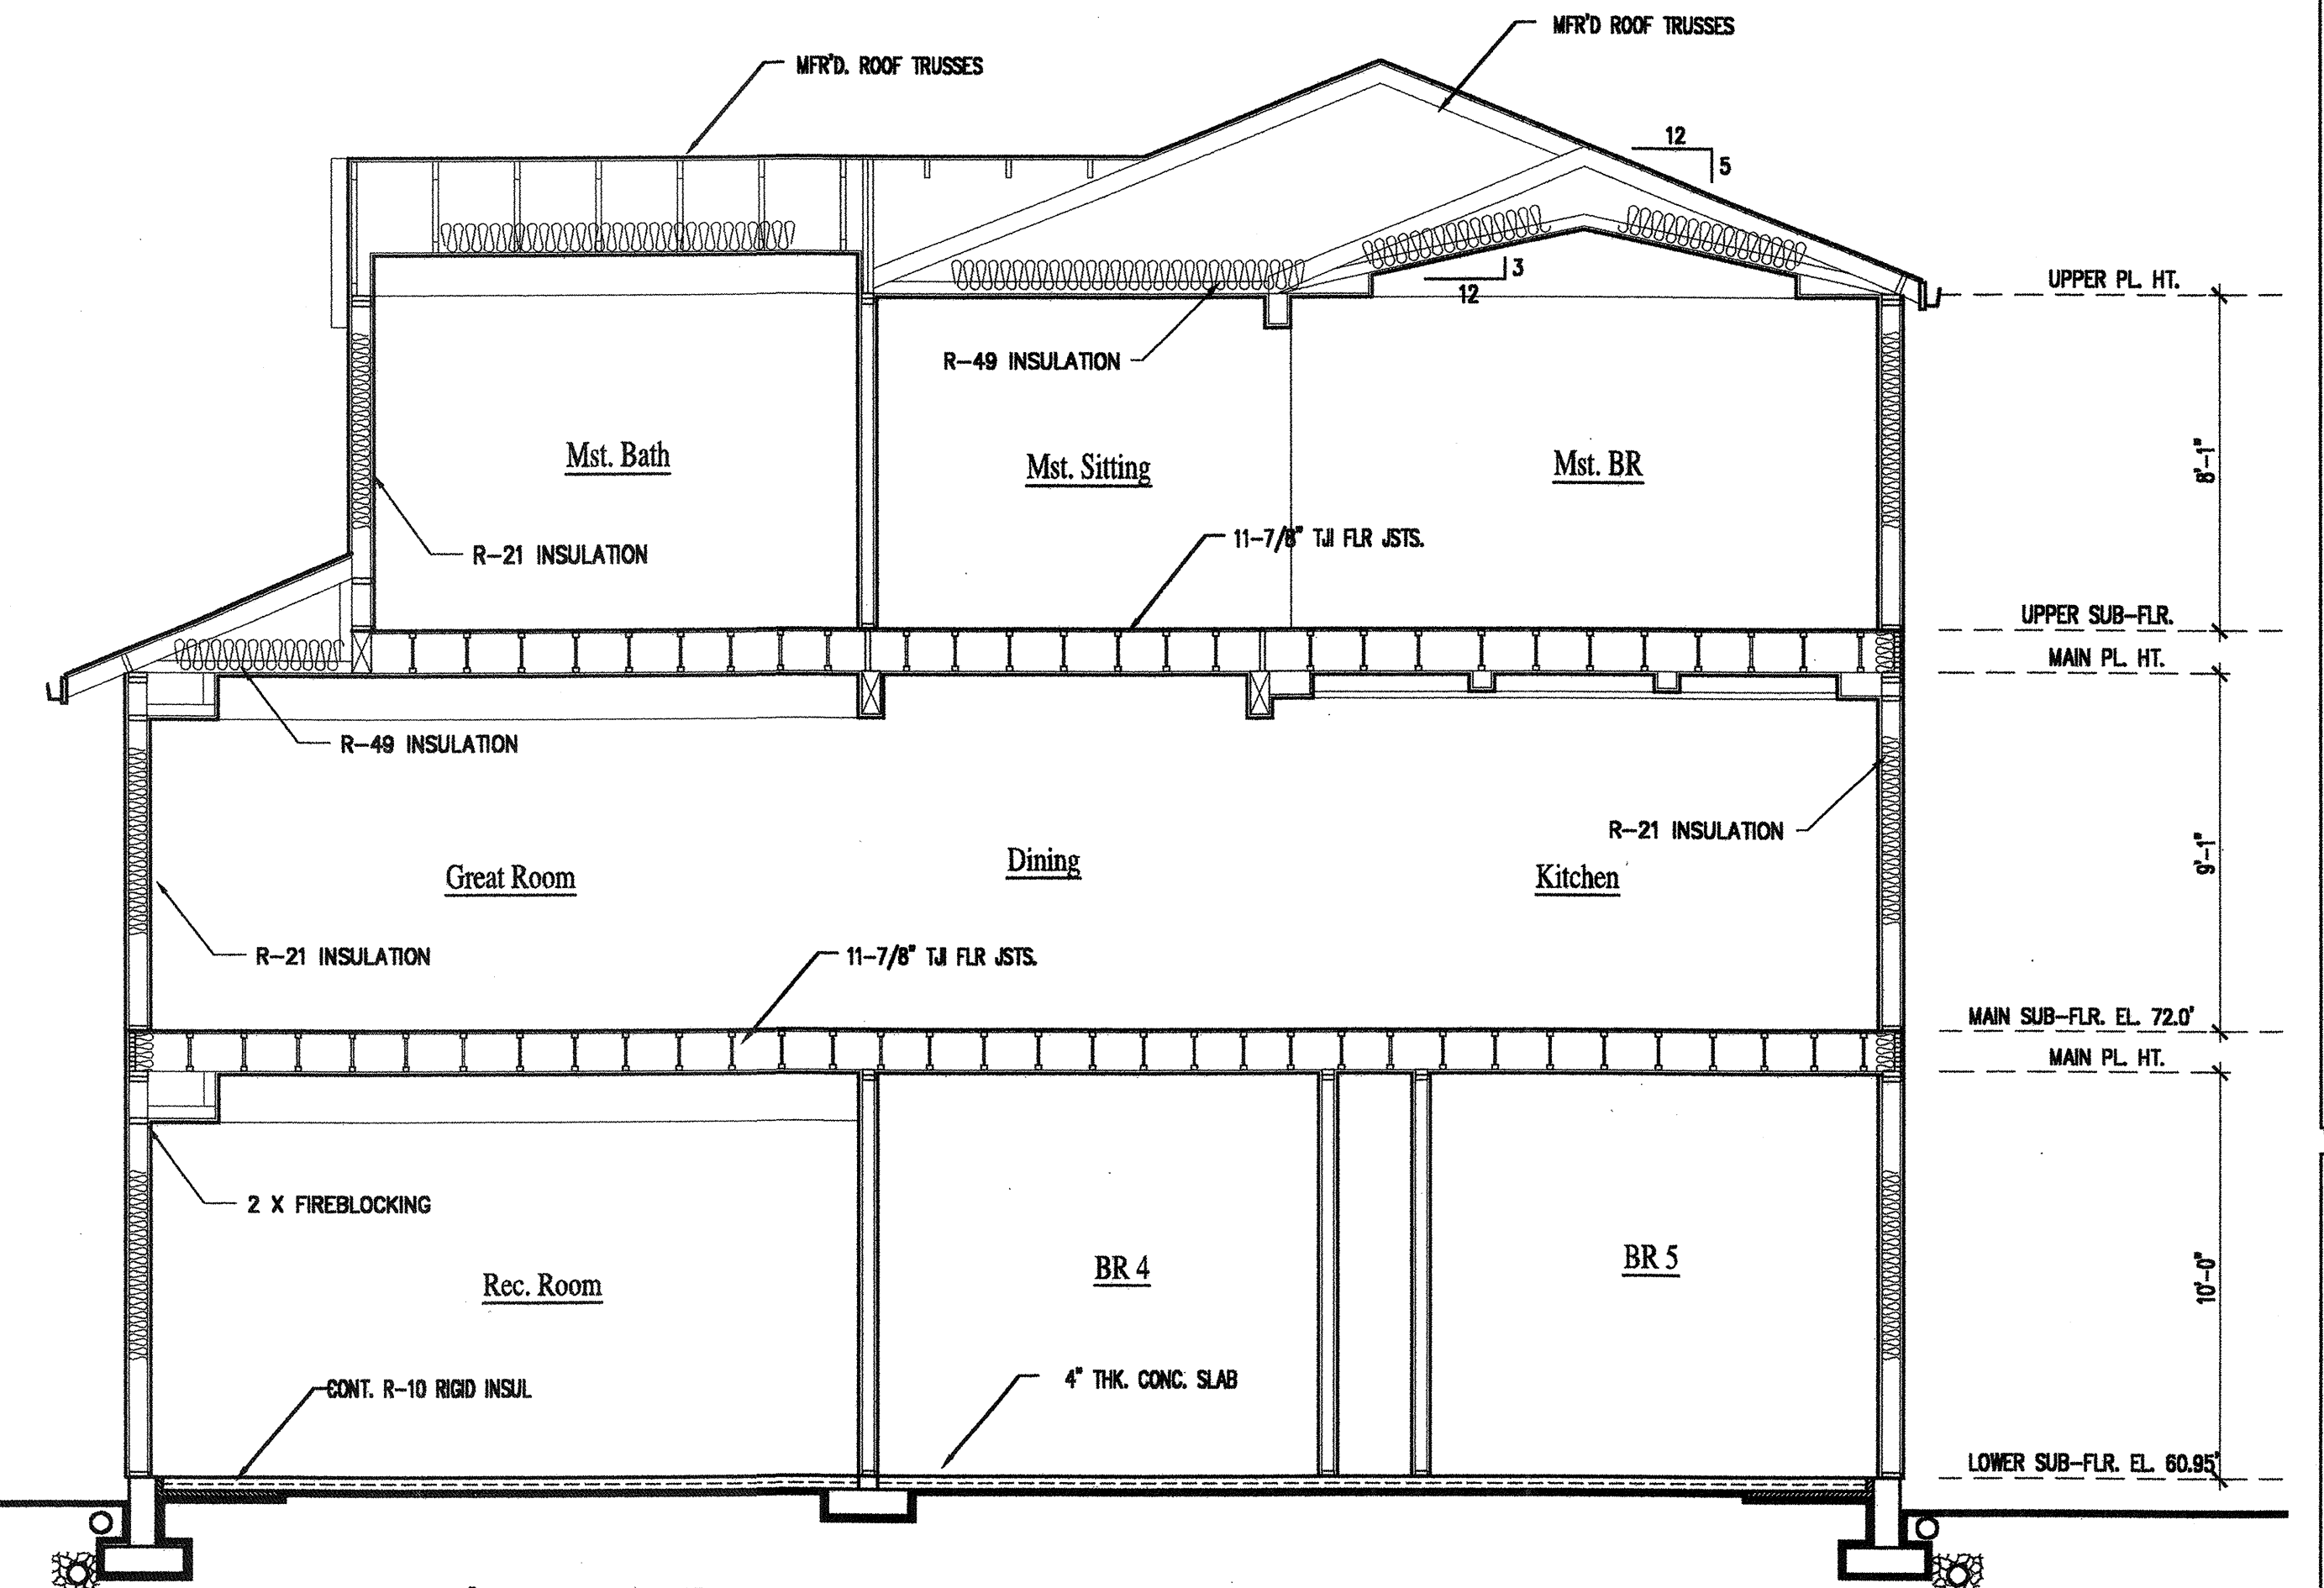 MFR'D ROOF TRUSSES
MFR'D. ROOF TRUSSES
12
5
3
12
UPPER PL. HT.
R-49 INSULATION
8'-1"
Mst. Bath
Mst. Sitting
Mst. BR
11-7/8" TJI FLR JSTS.
R-21 INSULATION
UPPER SUB-FLR.
MAIN PL. HT.
R-49 INSULATION
R-21 INSULATION
9'-1"
Great Room
Dining
Kitchen
R-21 INSULATION
11-7/8" TJI FLR JSTS.
MAIN SUB-FLR. EL. 72.0'
MAIN PL. HT.
2 X FIREBLOCKING
Rec. Room
BR 4
BR 5
10'-0"
CONT. R-10 RIGID INSUL
4" THK. CONC. SLAB
LOWER SUB-FLR. EL. 60.95'